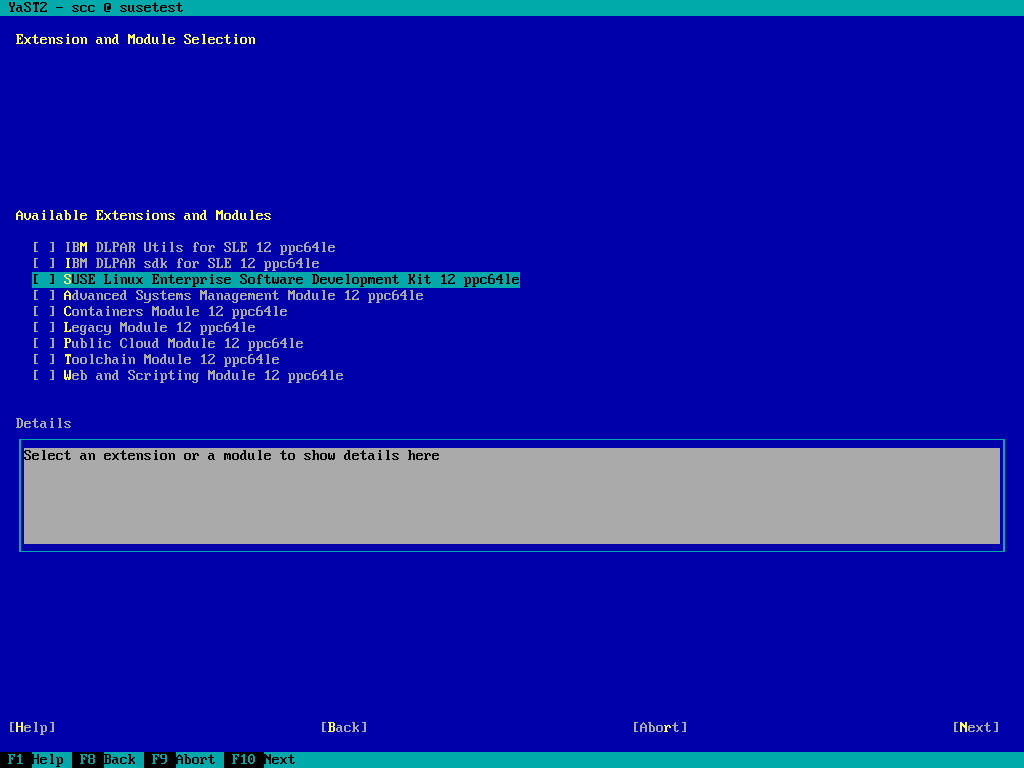 YaST2 - scc @ susetest
Extension and Module Selection
Available Extensions and Modules
[ ] IBM DLPAR Utils for SLE 12 ppc64le
[ ] IBM DLPAR sdk for SLE 12 ppc64le
[ ] SUSE Linux Enterprise Software Development Kit 12 ppc64le
[ ] Advanced Systems Management Module 12 ppc64le
[ ] Containers Module 12 ppc64le
[ ] Legacy Module 12 ppc64le
[ ] Public Cloud Module 12 ppc64le
[ ] Toolchain Module 12 ppc64le
[ ] Web and Scripting Module 12 ppc64le
Details
Select an extension or a module to show details here
[Help] [Back] [Abort] [Next]
F1 Help F8 Back F9 Abort F10 Next